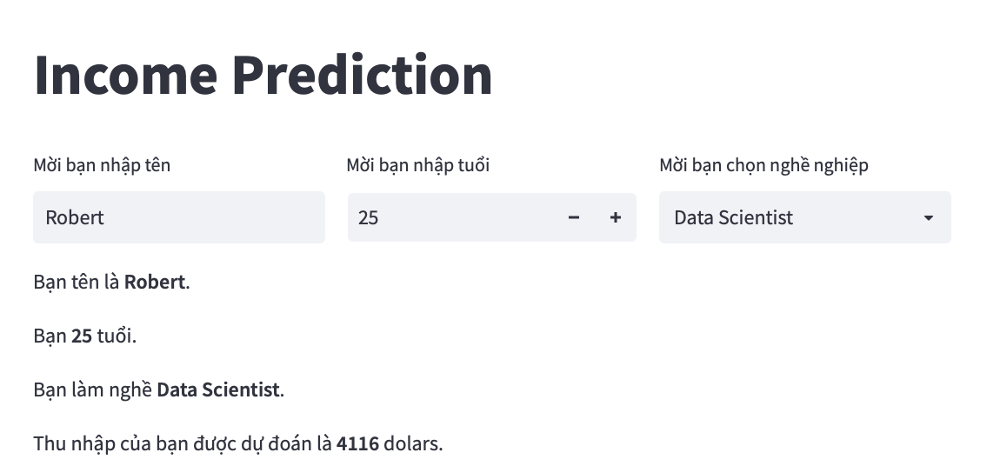 Income Prediction
Mời bạn nhập tên
Mời bạn nhập tuổi
Mời bạn chọn nghề nghiệp
Robert
25
− +
Data Scientist
Bạn tên là Robert.
Bạn 25 tuổi.
Bạn làm nghề Data Scientist.
Thu nhập của bạn được dự đoán là 4116 dolars.